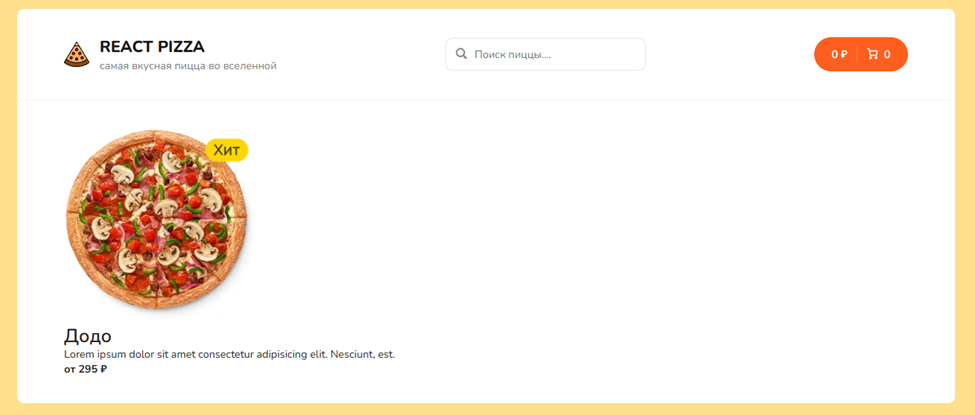 REACT PIZZA
самая вкусная пицца во вселенной
Поиск пиццы....
0 ₽ 0
Хит
Додо
Lorem ipsum dolor sit amet consectetur adipisicing elit. Nesciunt, est.
от 295 ₽